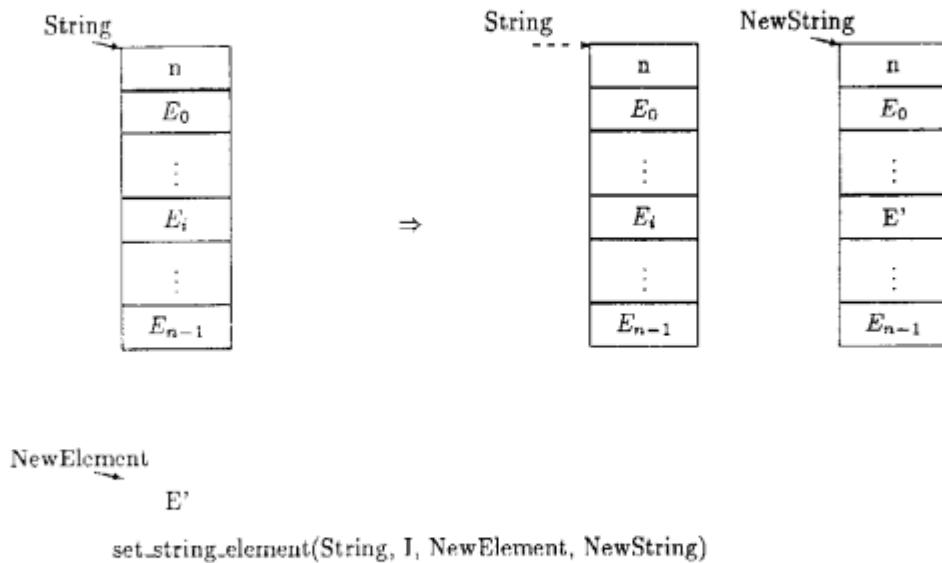 String
n
E₀
⋮
Eᵢ
⋮
Eₙ₋₁
⇒
String
n
E₀
⋮
Eᵢ
⋮
Eₙ₋₁
NewString
n
E₀
⋮
E'
⋮
Eₙ₋₁
NewElement
E'
set_string_element(String, I, NewElement, NewString)